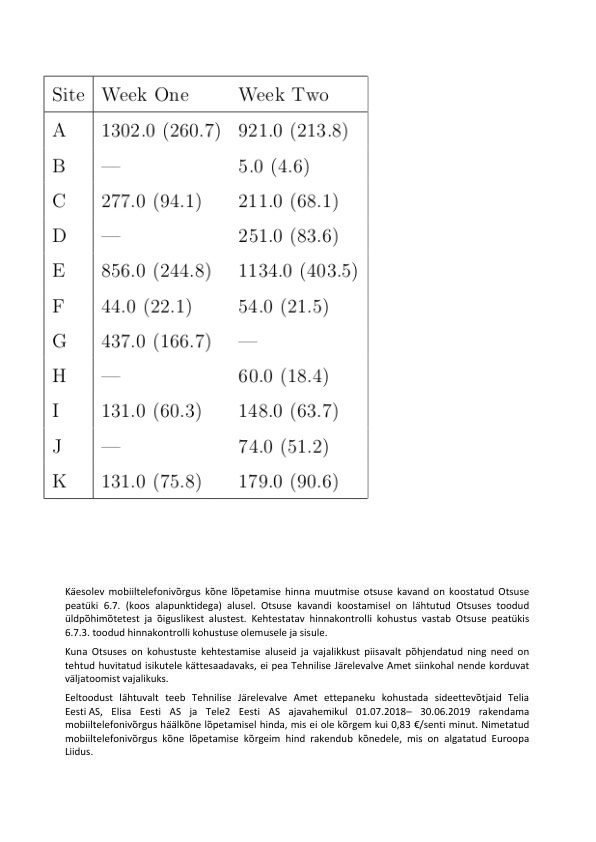 Site Week One Week Two
A 1302.0 (260.7) 921.0 (213.8)
B — 5.0 (4.6)
C 277.0 (94.1) 211.0 (68.1)
D — 251.0 (83.6)
E 856.0 (244.8) 1134.0 (403.5)
F 44.0 (22.1) 54.0 (21.5)
G 437.0 (166.7) —
H — 60.0 (18.4)
I 131.0 (60.3) 148.0 (63.7)
J — 74.0 (51.2)
K 131.0 (75.8) 179.0 (90.6)
Käesolev mobiiltelefonivõrgus kõne lõpetamise hinna muutmise otsuse kavand on koostatud Otsuse
peatüki 6.7. (koos alapunktidega) alusel. Otsuse kavandi koostamisel on lähtutud Otsuses toodud
üldpõhimõtetest ja õiguslikest alustest. Kehtestatav hinnakontrolli kohustus vastab Otsuse peatükis
6.7.3. toodud hinnakontrolli kohustuse olemusele ja sisule.
Kuna Otsuses on kohustuste kehtestamise aluseid ja vajalikkust piisavalt põhjendatud ning need on
tehtud huvitatud isikutele kättesaadavaks, ei pea Tehnilise Järelevalve Amet siinkohal nende korduvat
väljatoomist vajalikuks.
Eeltoodust lähtuvalt teeb Tehnilise Järelevalve Amet ettepaneku kohustada sideettevõtjaid Telia
Eesti AS, Elisa Eesti AS ja Tele2 Eesti AS ajavahemikul 01.07.2018– 30.06.2019 rakendama
mobiiltelefonivõrgus häälkõne lõpetamisel hinda, mis ei ole kõrgem kui 0,83 €/senti minut. Nimetatud
mobiiltelefonivõrgus kõne lõpetamise kõrgeim hind rakendub kõnedele, mis on algatatud Euroopa
Liidus.